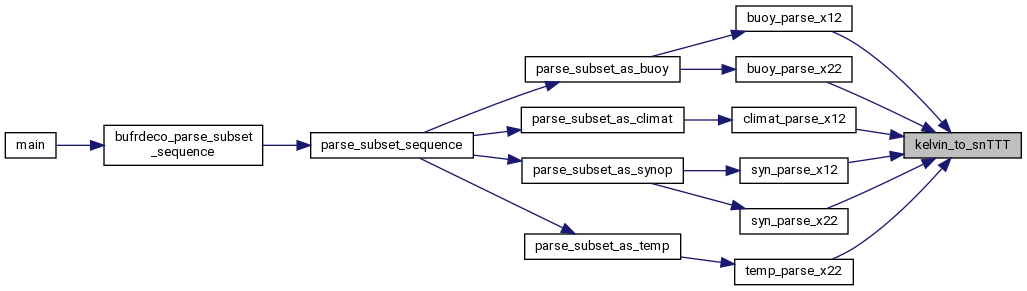 main
bufrdeco_parse_subset
_sequence
parse_subset_sequence
parse_subset_as_buoy
parse_subset_as_climat
parse_subset_as_synop
parse_subset_as_temp
buoy_parse_x12
buoy_parse_x22
climat_parse_x12
syn_parse_x12
syn_parse_x22
temp_parse_x22
kelvin_to_snTTT